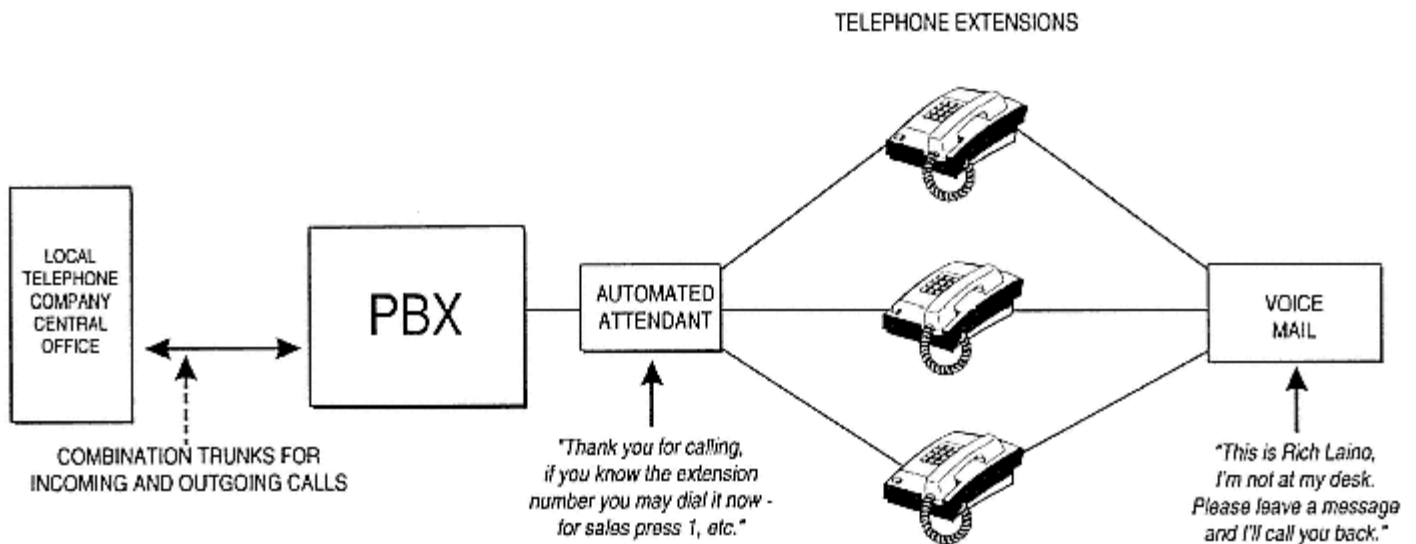 TELEPHONE EXTENSIONS
LOCAL
TELEPHONE
COMPANY
CENTRAL
OFFICE
PBX
AUTOMATED
ATTENDANT
VOICE
MAIL
COMBINATION TRUNKS FOR
INCOMING AND OUTGOING CALLS
"Thank you for calling,
if you know the extension
number you may dial it now -
for sales press 1, etc."
"This is Rich Laino,
I'm not at my desk.
Please leave a message
and I'll call you back."